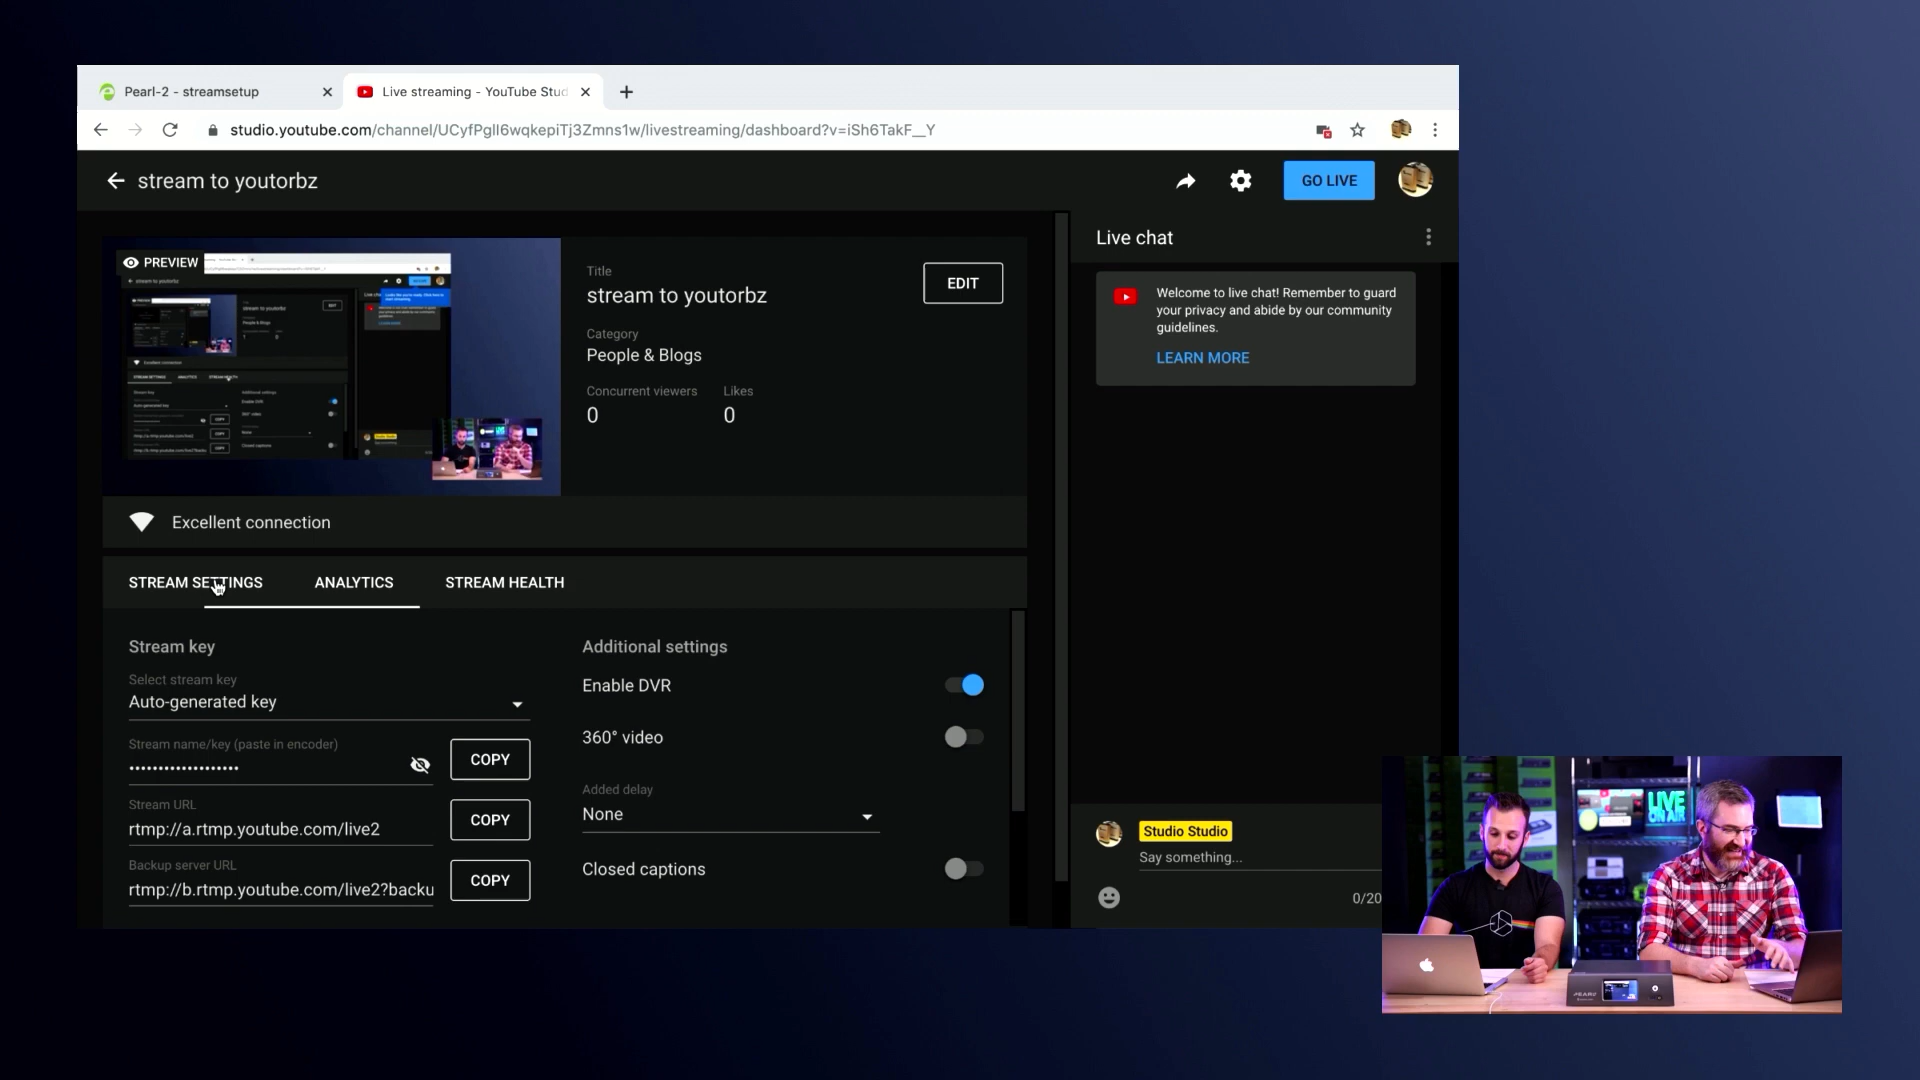 Pearl-2 - streamsetup
Live streaming - YouTube Stud
studio.youtube.com/channel/UCyfPglI6wqkepiTj3Zmns1w/livestreaming/dashboard?v=iSh6TakF__Y
stream to youtorbz
GO LIVE
PREVIEW
Title
stream to youtorbz
EDIT
Category
People & Blogs
Concurrent viewers
Likes
0
0
Live chat
Welcome to live chat! Remember to guard
your privacy and abide by our community
guidelines.
LEARN MORE
Excellent connection
STREAM SETTINGS
ANALYTICS
STREAM HEALTH
Stream key
Select stream key
Auto-generated key
Stream name/key (paste in encoder)
•••••••••••••••••••
COPY
Stream URL
rtmp://a.rtmp.youtube.com/live2
COPY
Backup server URL
rtmp://b.rtmp.youtube.com/live2?backu
COPY
Additional settings
Enable DVR
360° video
Added delay
None
Closed captions
Studio Studio
Say something...
0/20
LIVE
ON AIR
PEARL